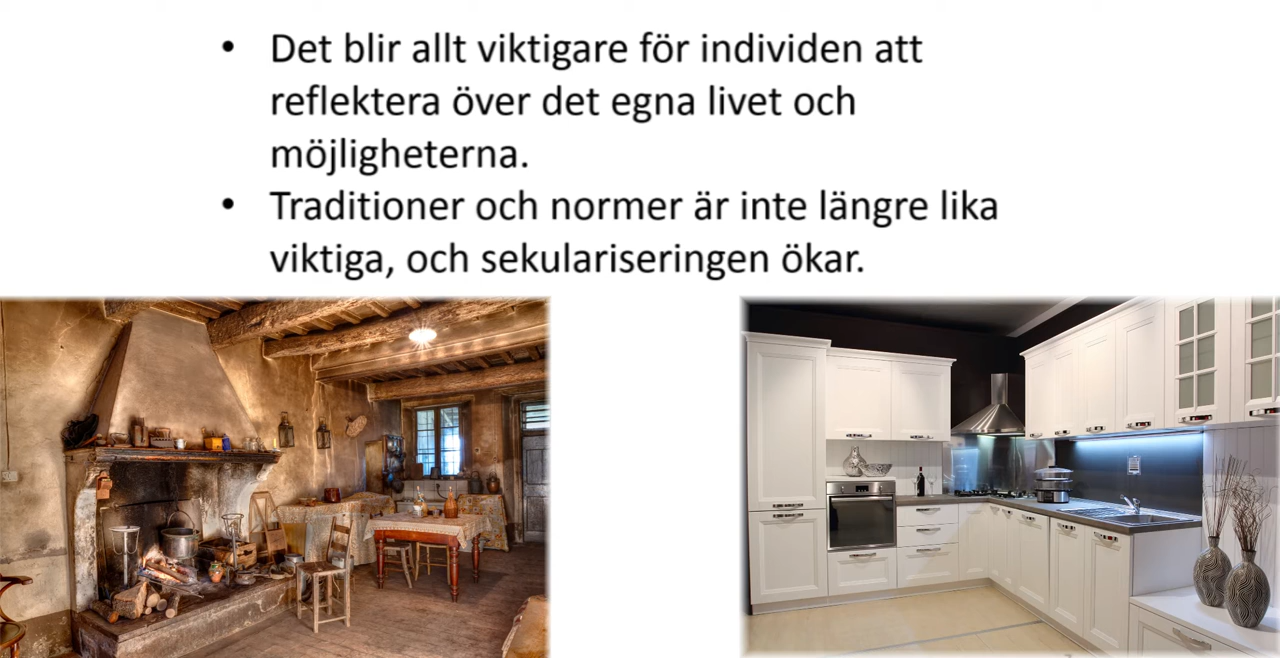 • Det blir allt viktigare för individen att
reflektera över det egna livet och
möjligheterna.
• Traditioner och normer är inte längre lika
viktiga, och sekulariseringen ökar.